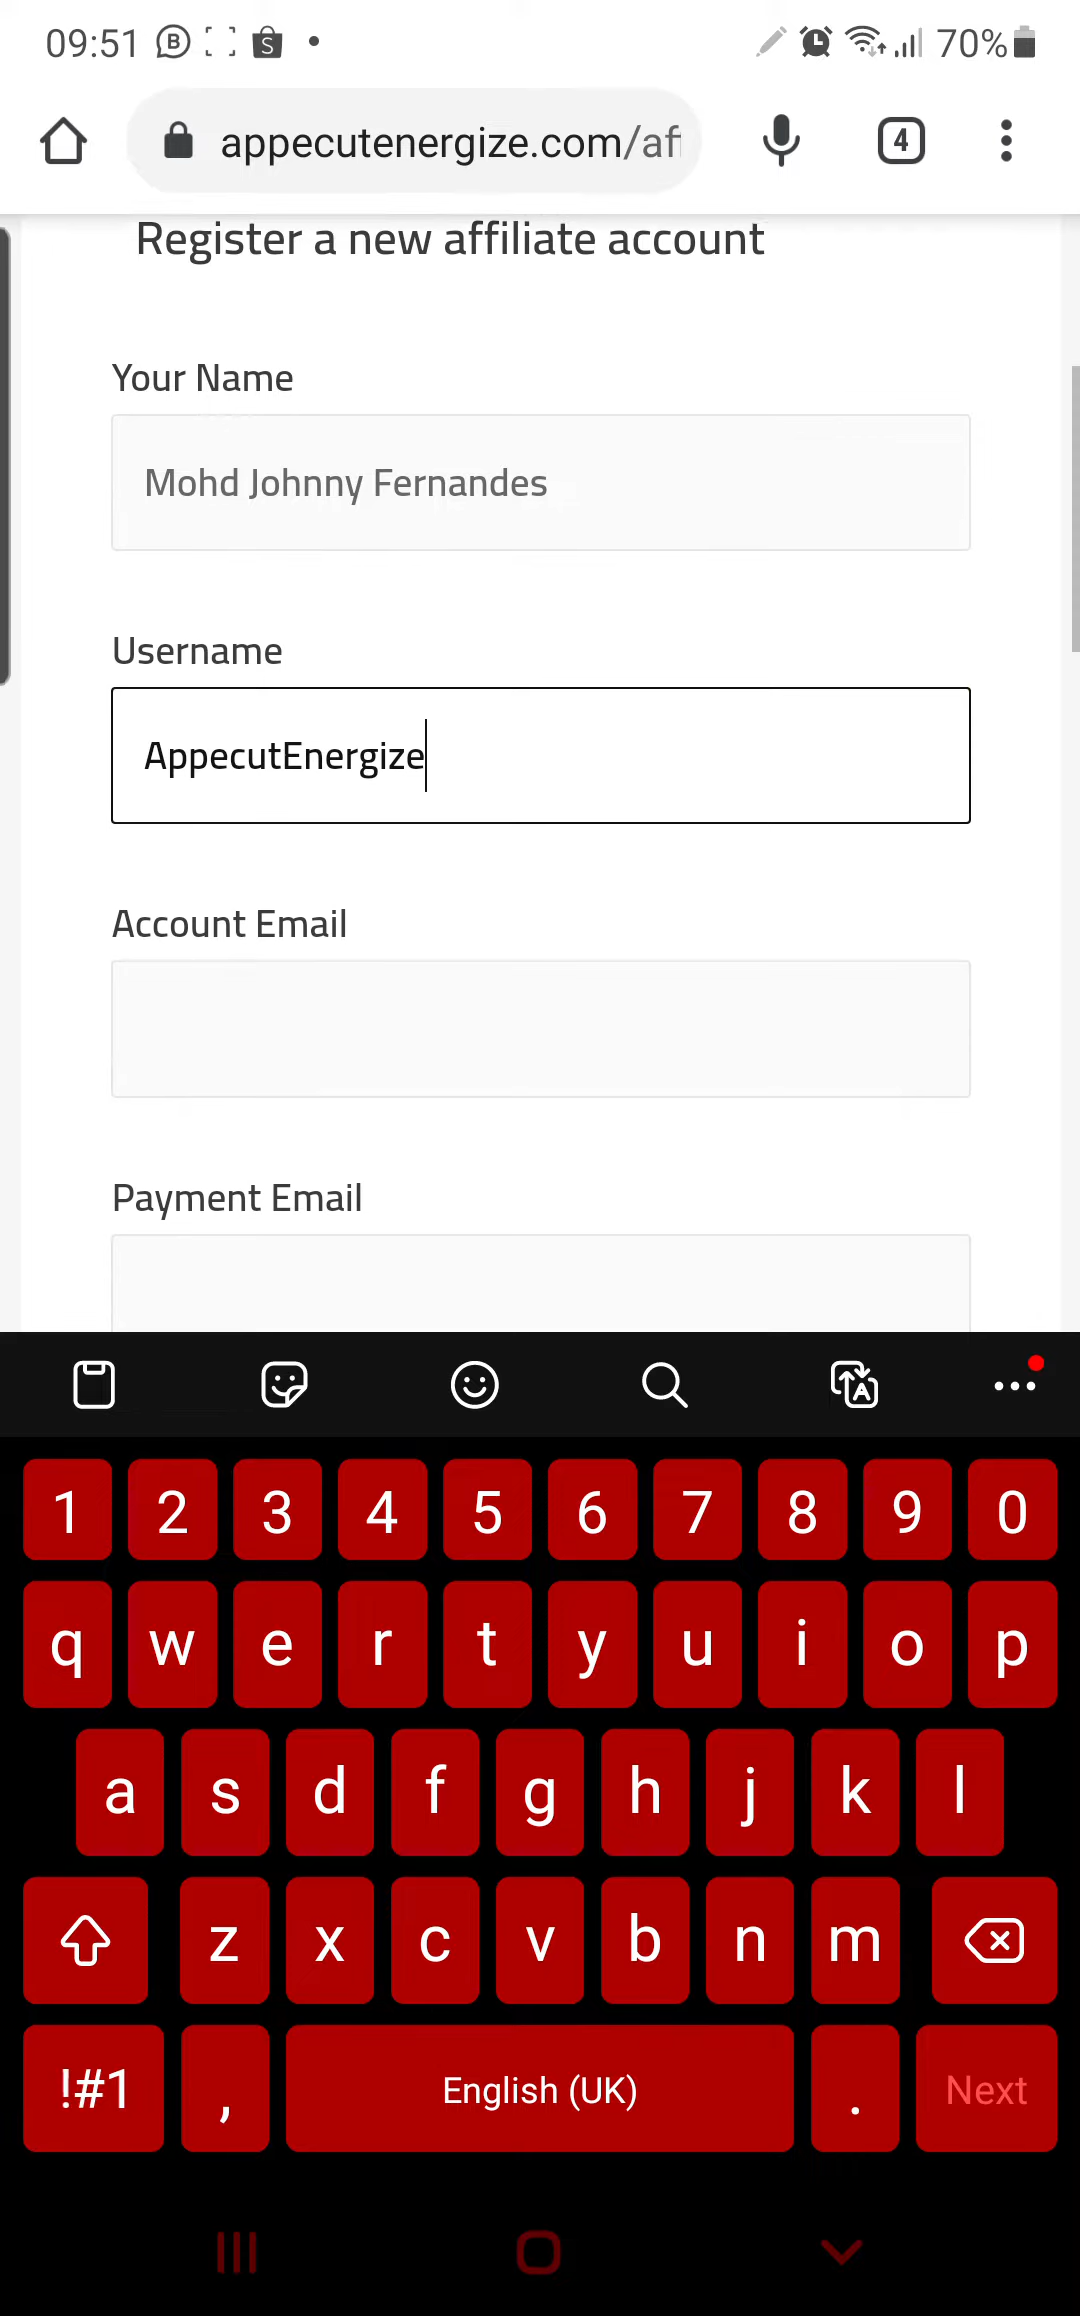 09:51 B S 70%
appecutenergize.com/af 4
Register a new affiliate account
Your Name
Mohd Johnny Fernandes
Username
AppecutEnergize
Account Email
Payment Email
1 2 3 4 5 6 7 8 9 0
q w e r t y u i o p
a s d f g h j k l
z x c v b n m
!#1 , English (UK) . Next